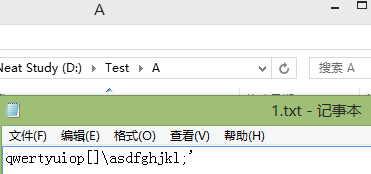 A
Neat Study (D:) › Test › A
搜索 A
1.txt - 记事本
文件(F) 编辑(E) 格式(O) 查看(V) 帮助(H)
qwertyuiop[]\asdfghjkl;'